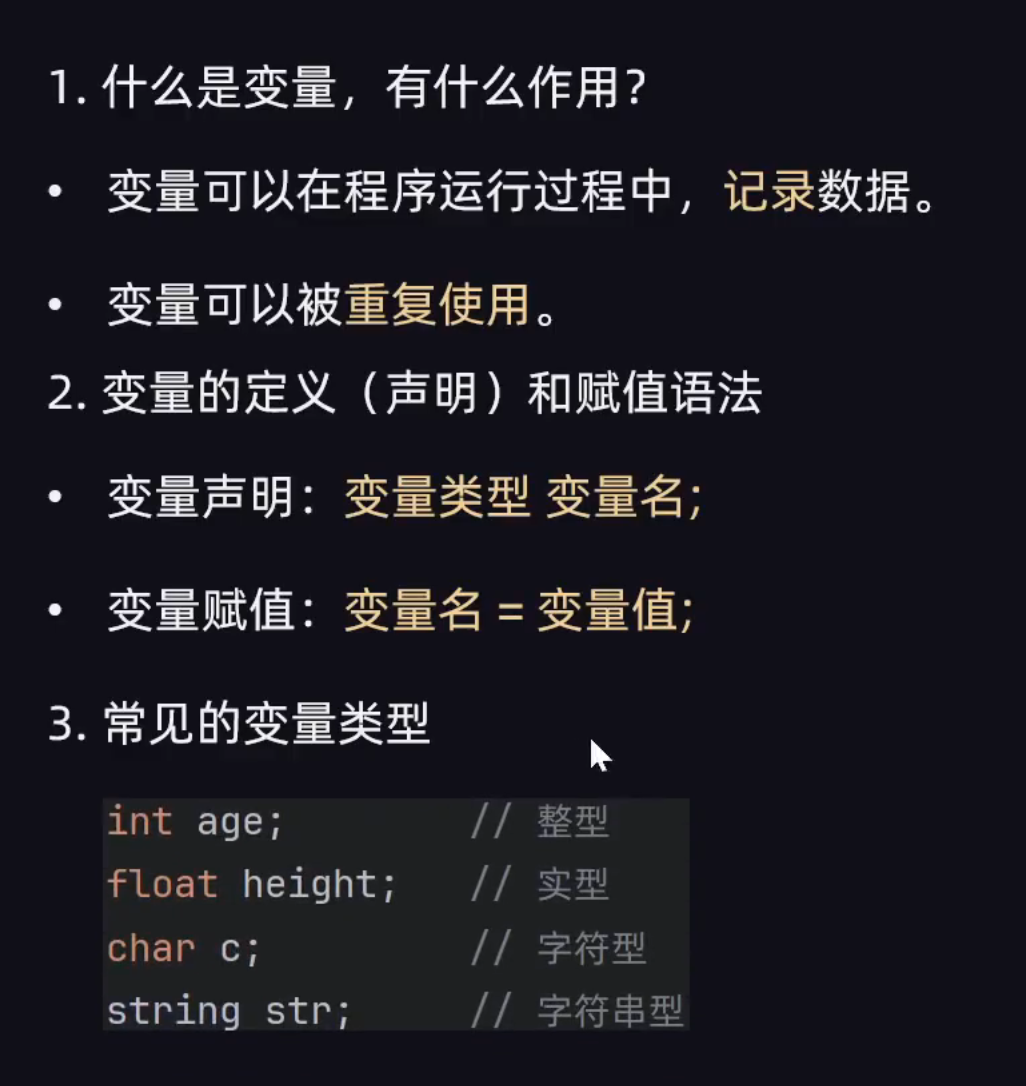 1. 什么是变量，有什么作用？
• 变量可以在程序运行过程中，记录数据。
• 变量可以被重复使用。
2. 变量的定义（声明）和赋值语法
• 变量声明：变量类型 变量名;
• 变量赋值：变量名 = 变量值;
3. 常见的变量类型
int age; // 整型
float height; // 实型
char c; // 字符型
string str; // 字符串型